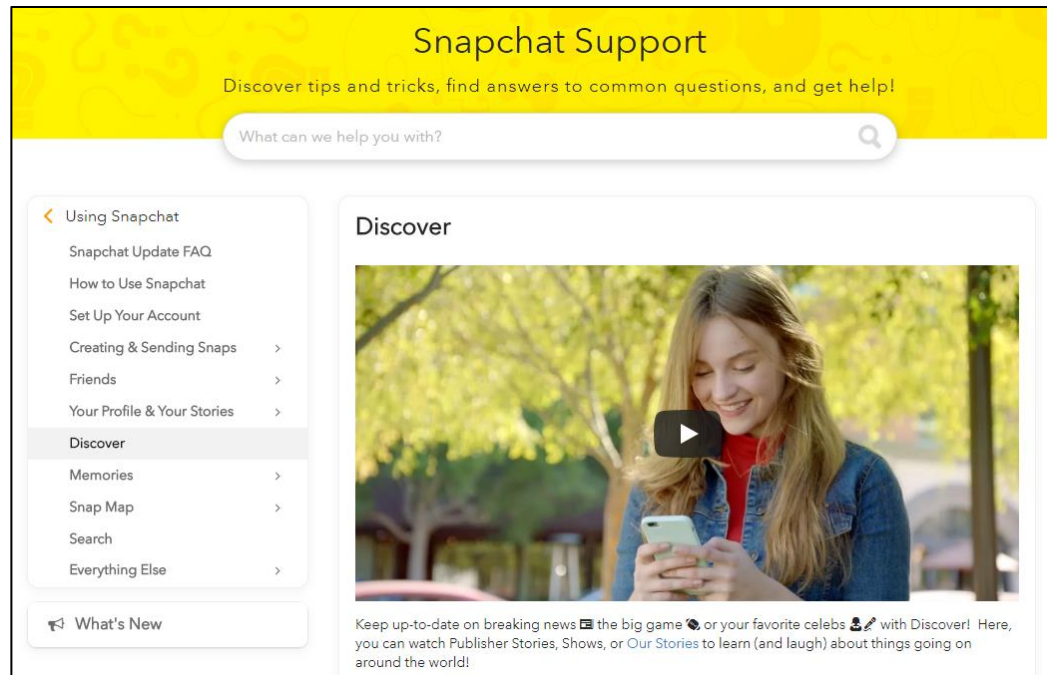 Snapchat Support
Discover tips and tricks, find answers to common questions, and get help!
What can we help you with?
Using Snapchat
Snapchat Update FAQ
How to Use Snapchat
Set Up Your Account
Creating & Sending Snaps
Friends
Your Profile & Your Stories
Discover
Memories
Snap Map
Search
Everything Else
What's New
Discover
Keep up-to-date on breaking news the big game or your favorite celebs with Discover! Here,
you can watch Publisher Stories, Shows, or Our Stories to learn (and laugh) about things going on
around the world!